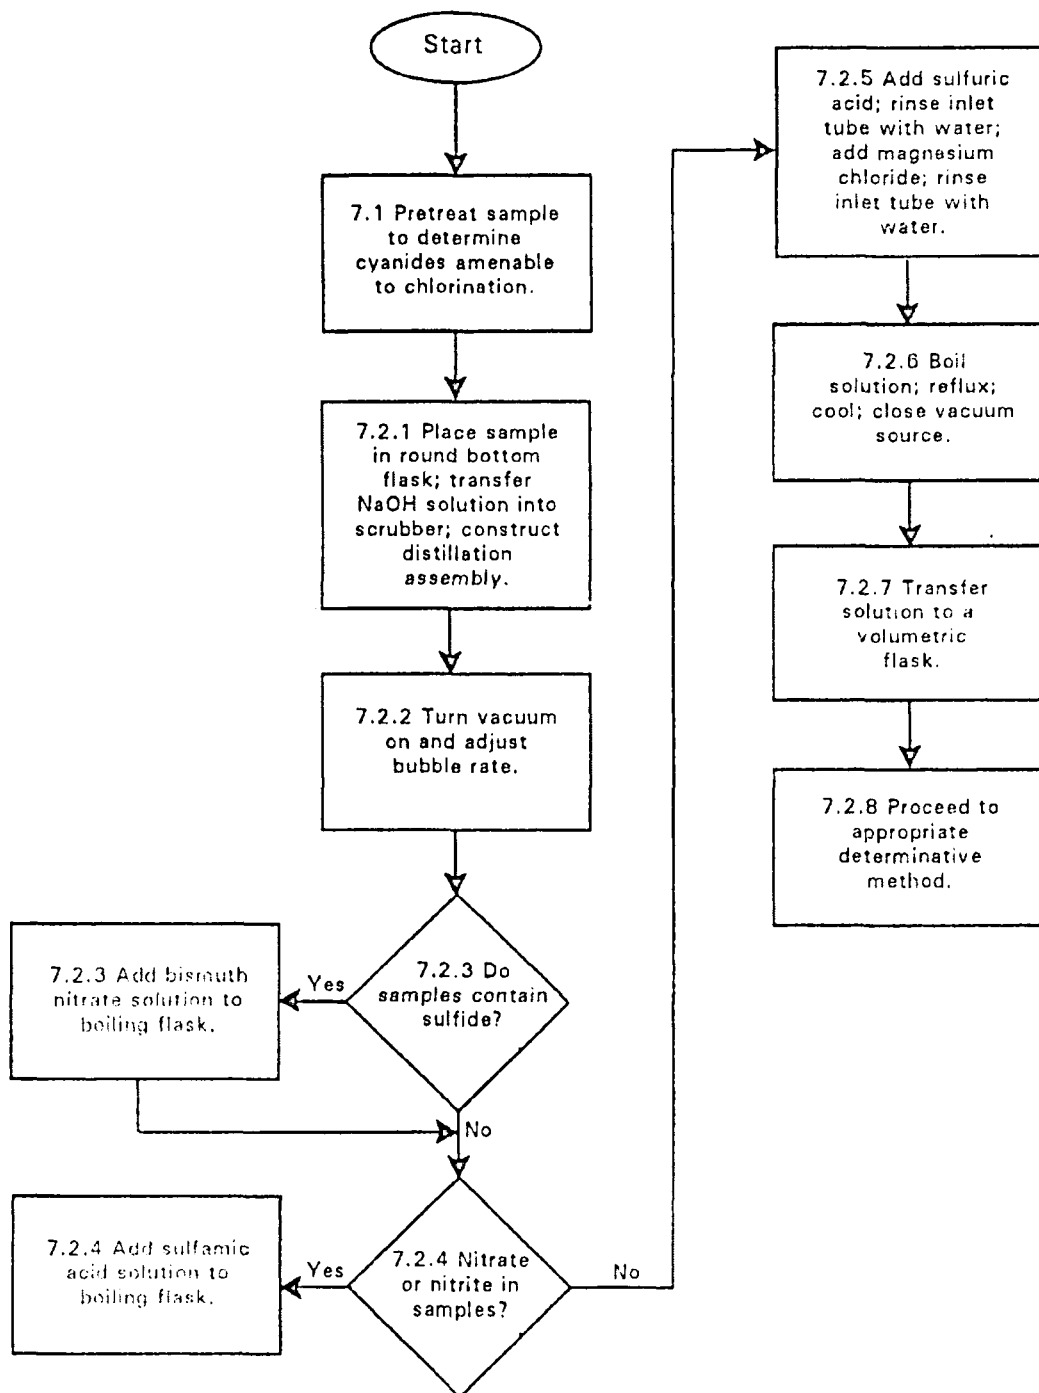 Start
7.1 Pretreat sample
to determine
cyanides amenable
to chlorination.
7.2.1 Place sample
in round bottom
flask; transfer
NaOH solution into
scrubber; construct
distillation
assembly.
7.2.2 Turn vacuum
on and adjust
bubble rate.
7.2.3 Do
samples contain
sulfide?
Yes
7.2.3 Add bismuth
nitrate solution to
boiling flask.
No
7.2.4 Nitrate
or nitrite in
samples?
Yes
7.2.4 Add sulfamic
acid solution to
boiling flask.
No
7.2.5 Add sulfuric
acid; rinse inlet
tube with water;
add magnesium
chloride; rinse
inlet tube with
water.
7.2.6 Boil
solution; reflux;
cool; close vacuum
source.
7.2.7 Transfer
solution to a
volumetric
flask.
7.2.8 Proceed to
appropriate
determinative
method.